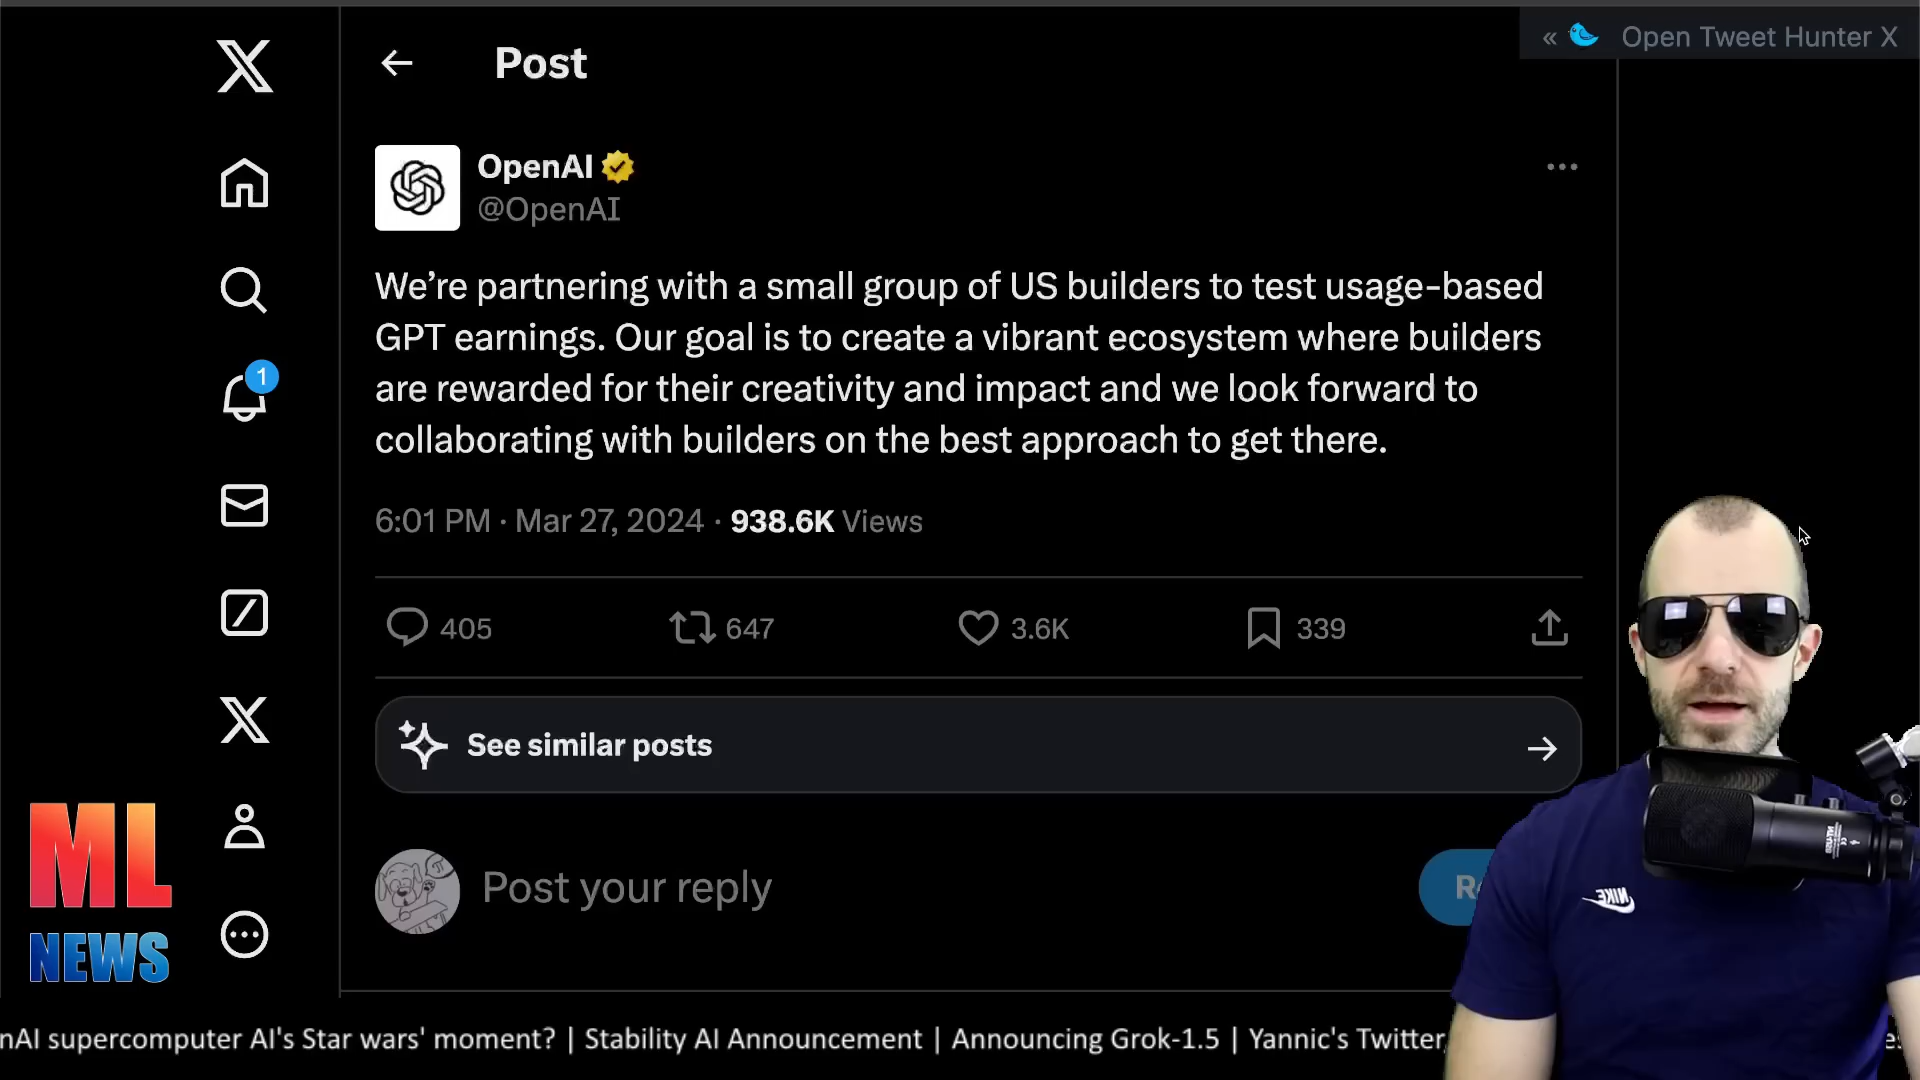 « Open Tweet Hunter X
Post
OpenAI
@OpenAI
We’re partnering with a small group of US builders to test usage-based
GPT earnings. Our goal is to create a vibrant ecosystem where builders
are rewarded for their creativity and impact and we look forward to
collaborating with builders on the best approach to get there.
6:01 PM · Mar 27, 2024 · 938.6K Views
405 647 3.6K 339
1
See similar posts
Post your reply
ML
NEWS
NIKE
nAI supercomputer AI's Star wars' moment? | Stability AI Announcement | Announcing Grok-1.5 | Yannic's Twitter